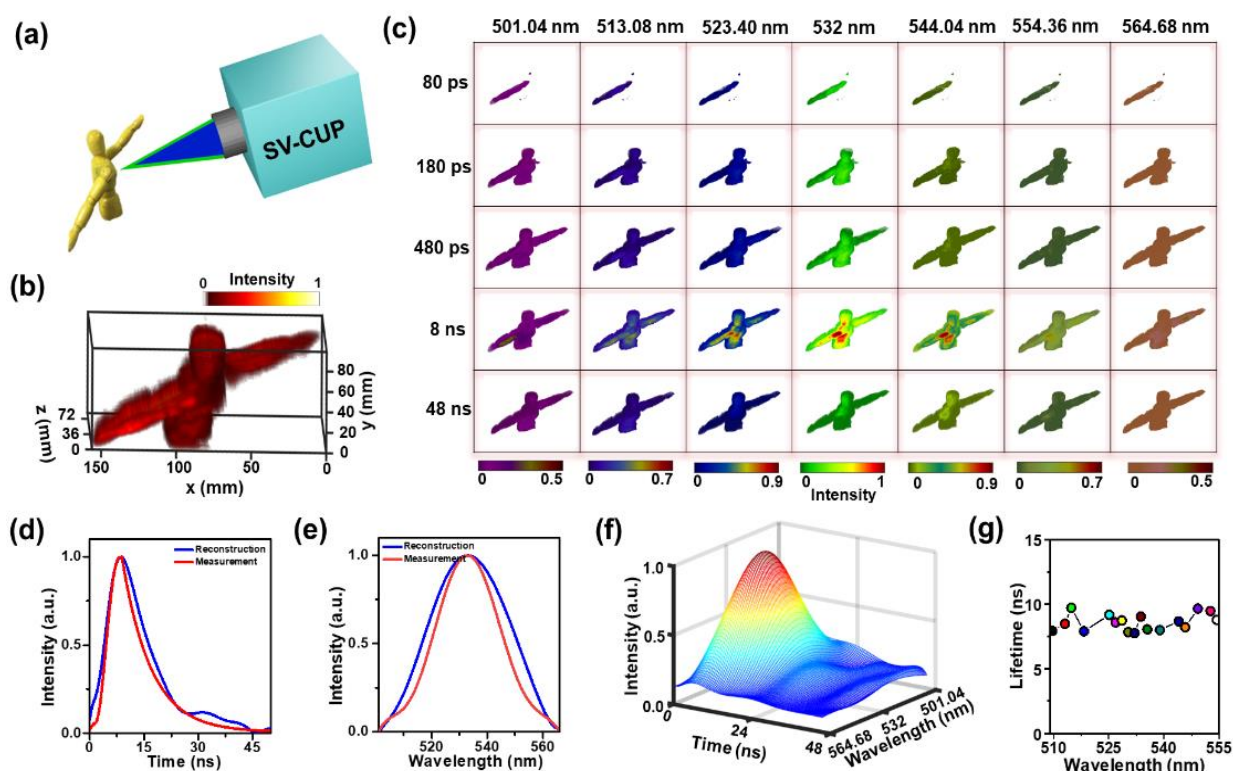 (a)
SV-CUP
(b)
Intensity
0 1
z (mm)
72
36
0
80
60
40
20
0
y (mm)
150 100 50 0
x (mm)
(c)
501.04 nm 513.08 nm 523.40 nm 532 nm 544.04 nm 554.36 nm 564.68 nm
80 ps
180 ps
480 ps
8 ns
48 ns
0 0.5 0 0.7 0 0.9 0 1 0 0.9 0 0.7 0 0.5
Intensity
(d)
Reconstruction
Measurement
Intensity (a.u.)
1.0
0.5
0.0
0 15 30 45
Time (ns)
(e)
Reconstruction
Measurement
Intensity (a.u.)
1.0
0.5
0.0
520 540 560
Wavelength (nm)
(f)
Intensity (a.u.)
1.0
0.5
0.0
0 24 48
Time (ns)
564.68 532 501.04
Wavelength (nm)
(g)
Lifetime (ns)
15
10
5
0
510 525 540 555
Wavelength (nm)